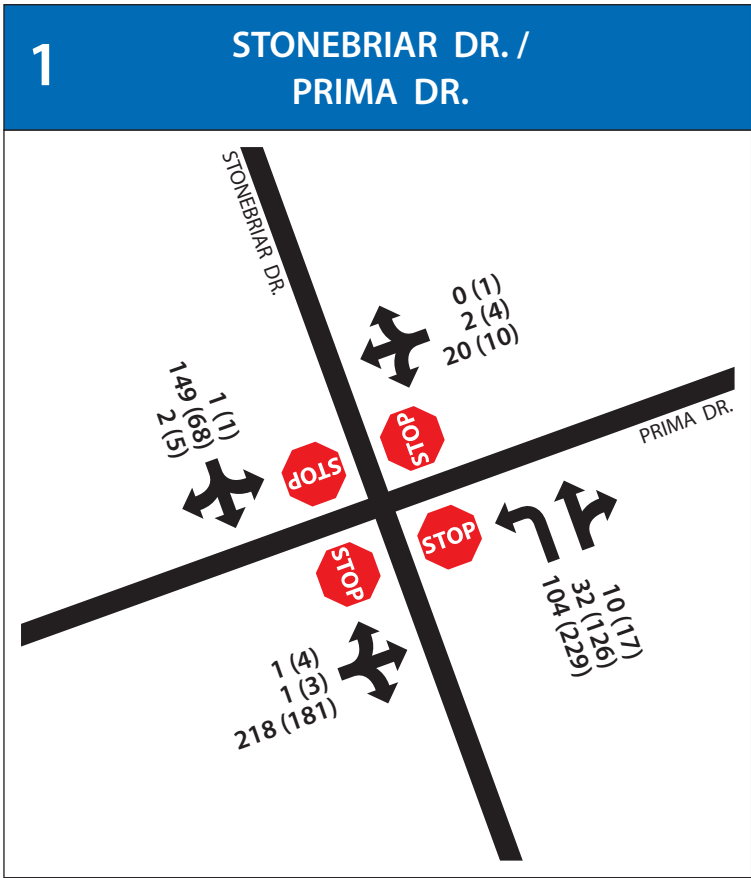 1
STONEBRIAR DR. /
PRIMA DR.
STONEBRIAR DR.
0 (1)
2 (4)
20 (10)
1 (1)
149 (68)
2 (5)
PRIMA DR.
STOP
STOP
STOP
STOP
10 (17)
32 (126)
104 (229)
1 (4)
1 (3)
218 (181)